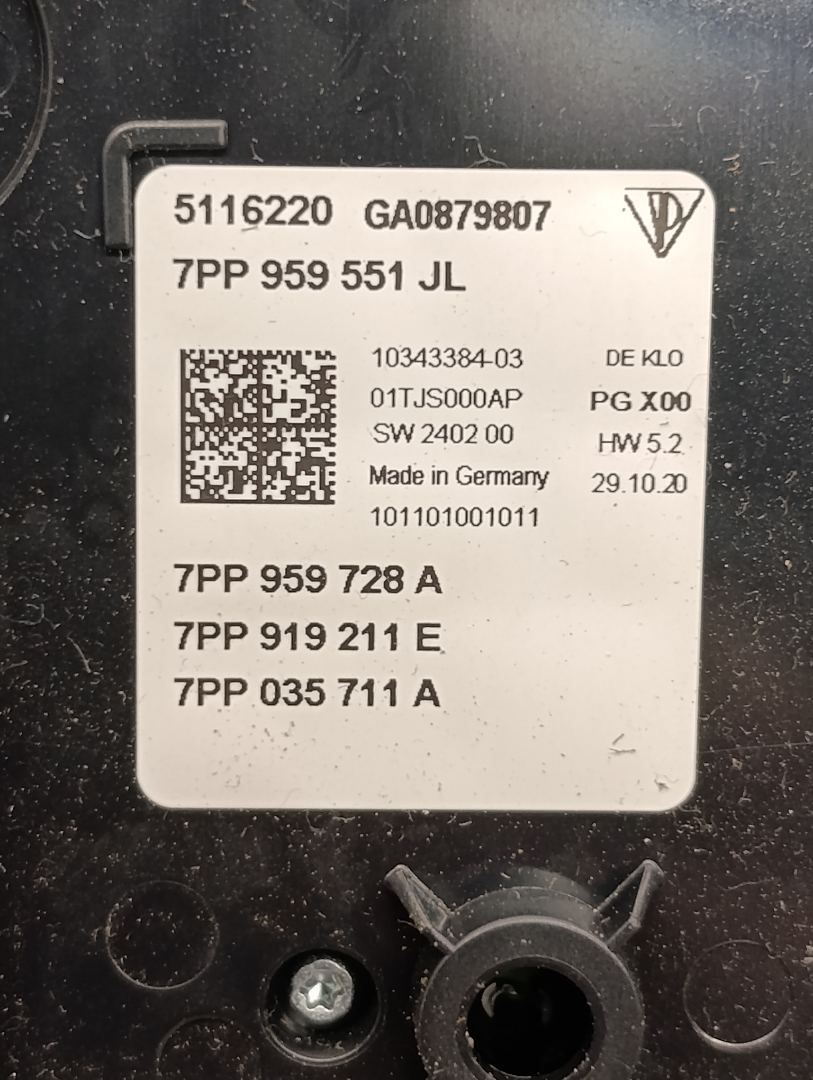 5116220 GA0879807
7PP 959 551 JL
10343384-03 DE KLO
01TJS000AP PG X00
SW 2402 00 HW 5.2
Made in Germany 29.10.20
101101001011
7PP 959 728 A
7PP 919 211 E
7PP 035 711 A